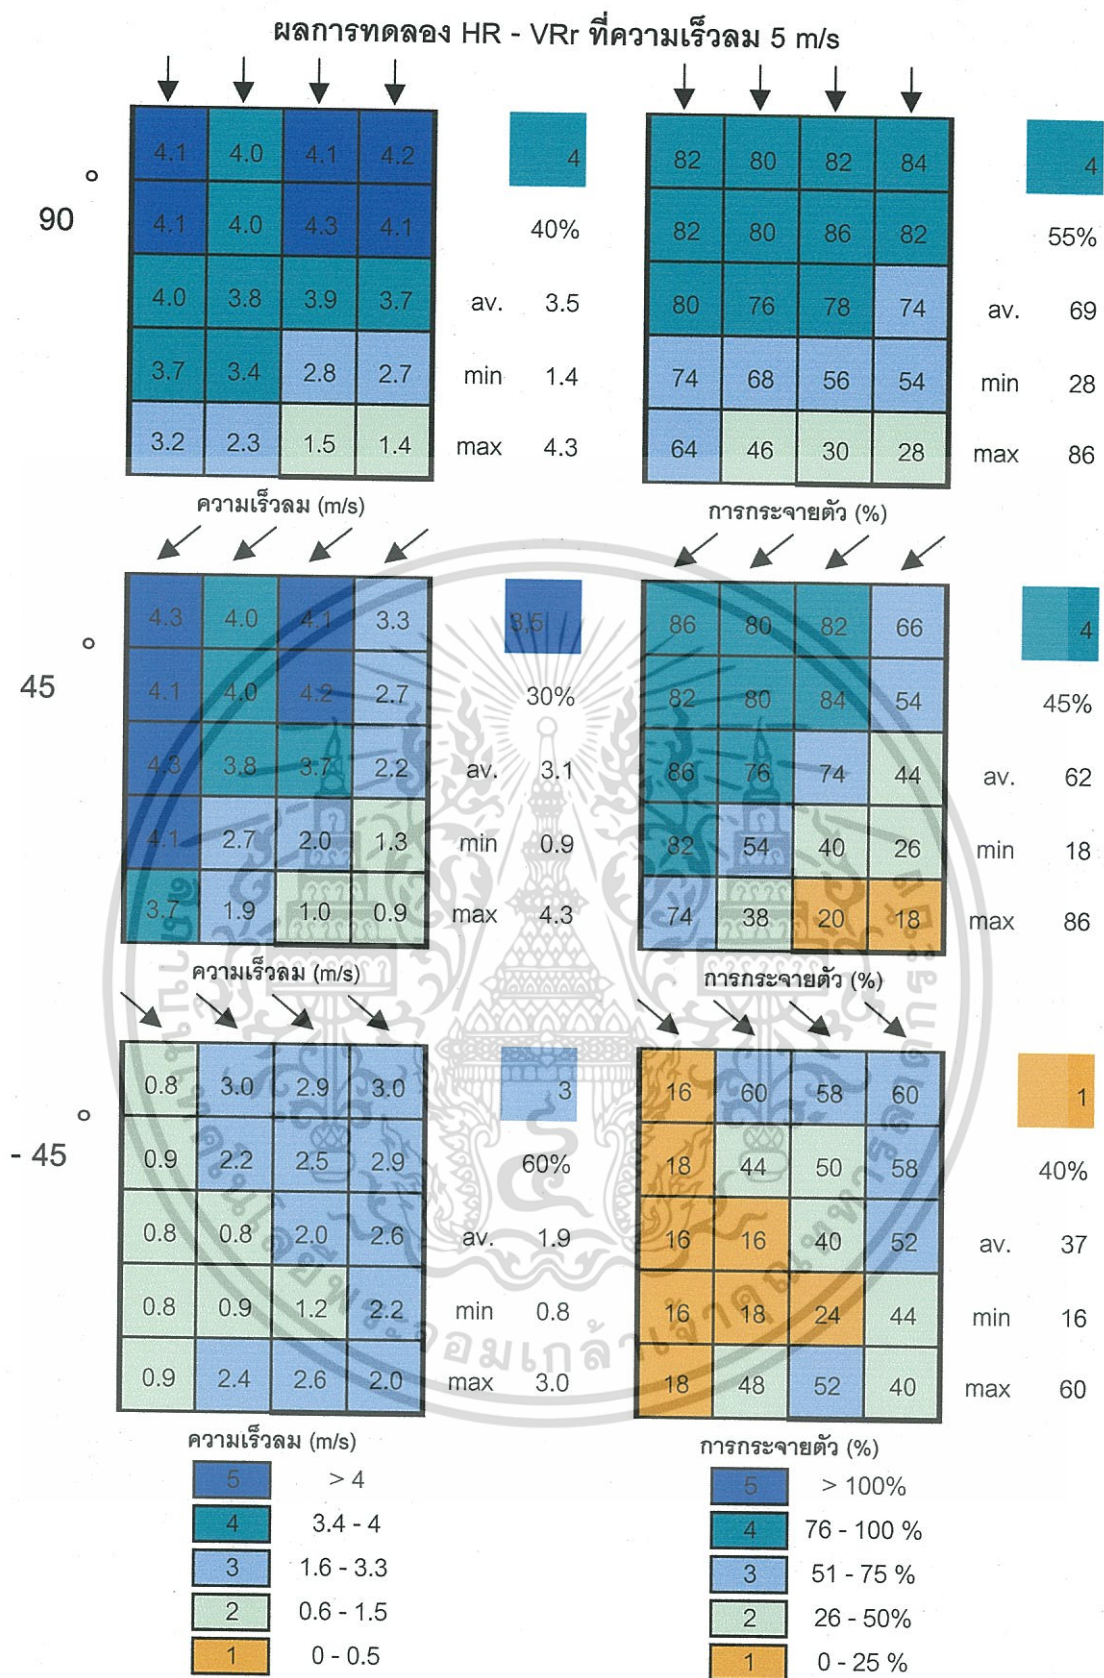 ผลการทดลอง HR - VRr ที่ความเร็วลม 5 m/s
90 °
4.1 4.0 4.1 4.2 4 82 80 82 84 4
4.1 4.0 4.3 4.1 40% 82 80 86 82 55%
4.0 3.8 3.9 3.7 av. 3.5 80 76 78 74 av. 69
3.7 3.4 2.8 2.7 min 1.4 74 68 56 54 min 28
3.2 2.3 1.5 1.4 max 4.3 64 46 30 28 max 86
ความเร็วลม (m/s) การกระจายตัว (%)
45 °
4.3 4.0 4.1 3.3 3,5 86 80 82 66 4
4.1 4.0 4.2 2.7 30% 82 80 84 54 45%
4.3 3.8 3.7 2.2 av. 3.1 86 76 74 44 av. 62
4.1 2.7 2.0 1.3 min 0.9 82 54 40 26 min 18
3.7 1.9 1.0 0.9 max 4.3 74 38 20 18 max 86
ความเร็วลม (m/s) การกระจายตัว (%)
- 45 °
0.8 3.0 2.9 3.0 3 16 60 58 60 1
0.9 2.2 2.5 2.9 60% 18 44 50 58 40%
0.8 0.8 2.0 2.6 av. 1.9 16 16 40 52 av. 37
0.8 0.9 1.2 2.2 min 0.8 16 18 24 44 min 16
0.9 2.4 2.6 2.0 max 3.0 18 48 52 40 max 60
ความเร็วลม (m/s) การกระจายตัว (%)
5 > 4 5 > 100%
4 3.4 - 4 4 76 - 100 %
3 1.6 - 3.3 3 51 - 75 %
2 0.6 - 1.5 2 26 - 50%
1 0 - 0.5 1 0 - 25 %